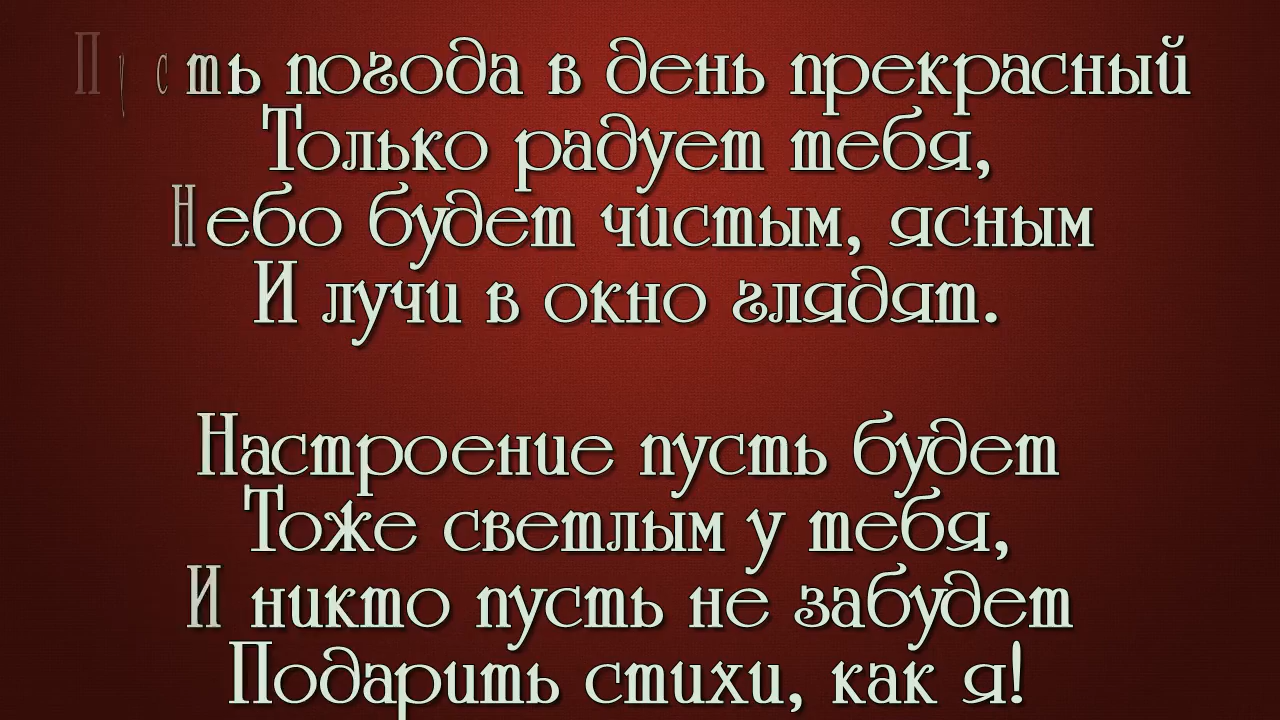 Пусть погода в день прекрасный
Только радует тебя,
Небо будет чистым, ясным
И лучи в окно глядят.
Настроение пусть будет
Тоже светлым у тебя,
И никто пусть не забудет
Подарить стихи, как я!